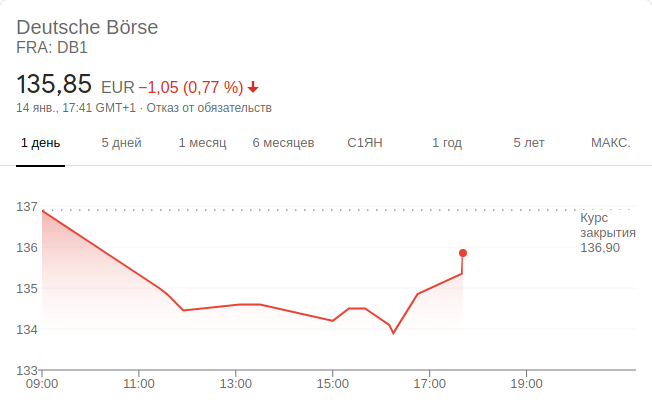 Deutsche Börse
FRA: DB1
135,85 EUR −1,05 (0,77 %)
14 янв., 17:41 GMT+1 · Отказ от обязательств
1 день 5 дней 1 месяц 6 месяцев С1ЯН 1 год 5 лет МАКС.
137
136
135
134
133
Курс
закрытия
136,90
09:00 11:00 13:00 15:00 17:00 19:00